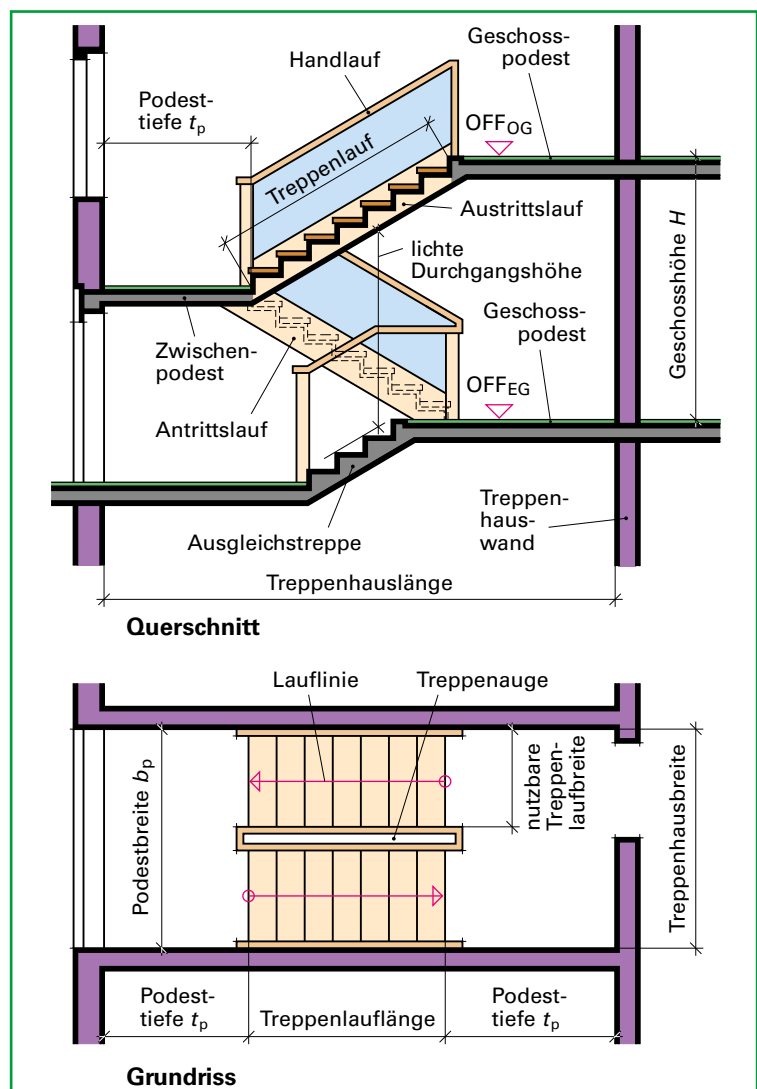 Geschoss-
podest
Handlauf
Podest-
tiefe tp
OFFOG
Treppenlauf
Austrittslauf
lichte
Durchgangshöhe
Geschosshöhe H
Geschoss-
podest
Zwischen-
podest
OFFEG
Antrittslauf
Treppen-
haus-
wand
Ausgleichstreppe
Treppenhauslänge
Querschnitt
Lauflinie
Treppenauge
Podestbreite bp
nutzbare
Treppen-
laufbreite
Treppenhausbreite
Podest-
tiefe tp
Treppenlauflänge
Podest-
tiefe tp
Grundriss